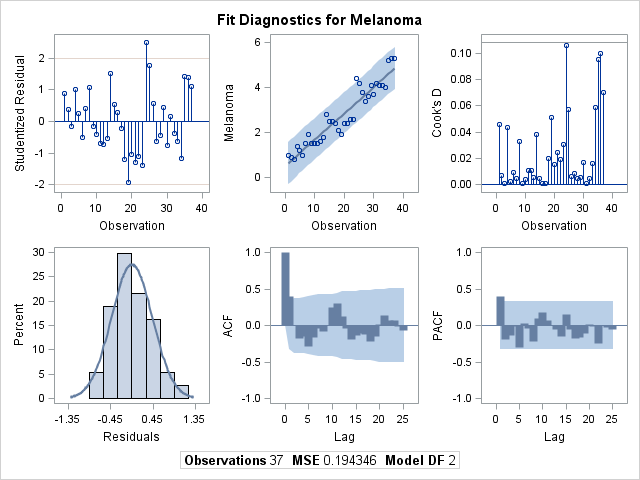 Fit Diagnostics for Melanoma
Studentized Residual
2
1
0
-1
-2
0 10 20 30 40
Observation
Melanoma
6
4
2
0
0 10 20 30 40
Observation
Cook's D
0.10
0.08
0.06
0.04
0.02
0.00
0 10 20 30 40
Observation
Percent
30
25
20
15
10
5
0
-1.35 -0.45 0.45 1.35
Residuals
ACF
1.0
0.5
0.0
-0.5
-1.0
0 5 10 15 20 25
Lag
PACF
1.0
0.5
0.0
-0.5
-1.0
0 5 10 15 20 25
Lag
Observations 37 MSE 0.194346 Model DF 2